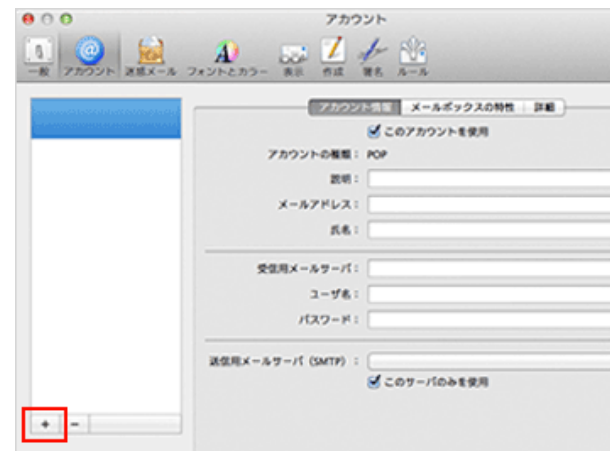 アカウント
一般 アカウント 迷惑メール フォントとカラー 表示 作成 署名 ルール
アカウント情報 メールボックスの特性 詳細
このアカウントを使用
アカウントの種類： POP
説明：
メールアドレス：
氏名：
受信用メールサーバ：
ユーザ名：
パスワード：
送信用メールサーバ（SMTP）：
このサーバのみを使用
+ -